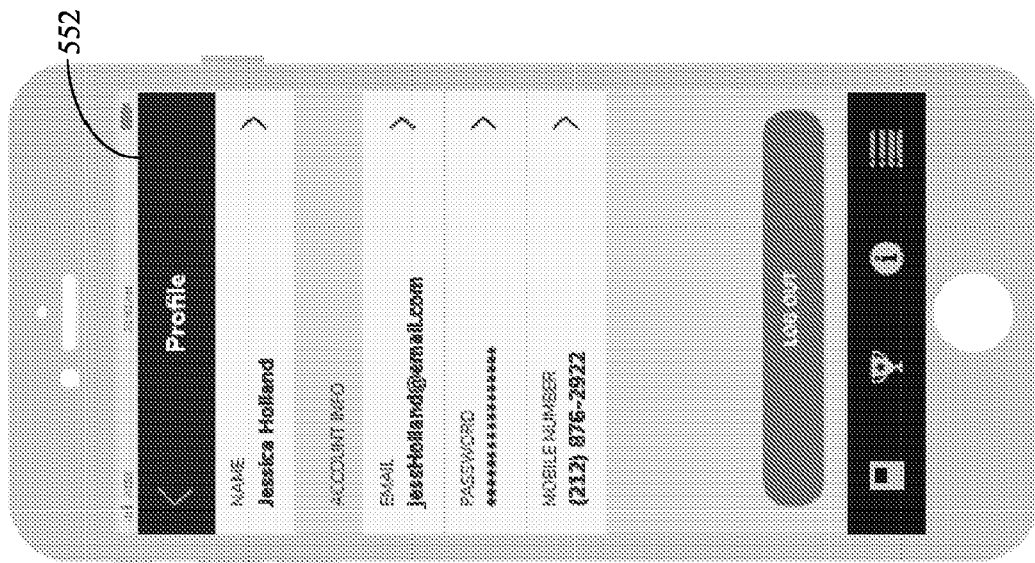 552
Profile
NAME
Jessica Holland
ACCOUNT INFO
EMAIL
jessHolland@email.com
PASSWORD
MOBILE NUMBER
(212) 876-2922
LOG OUT